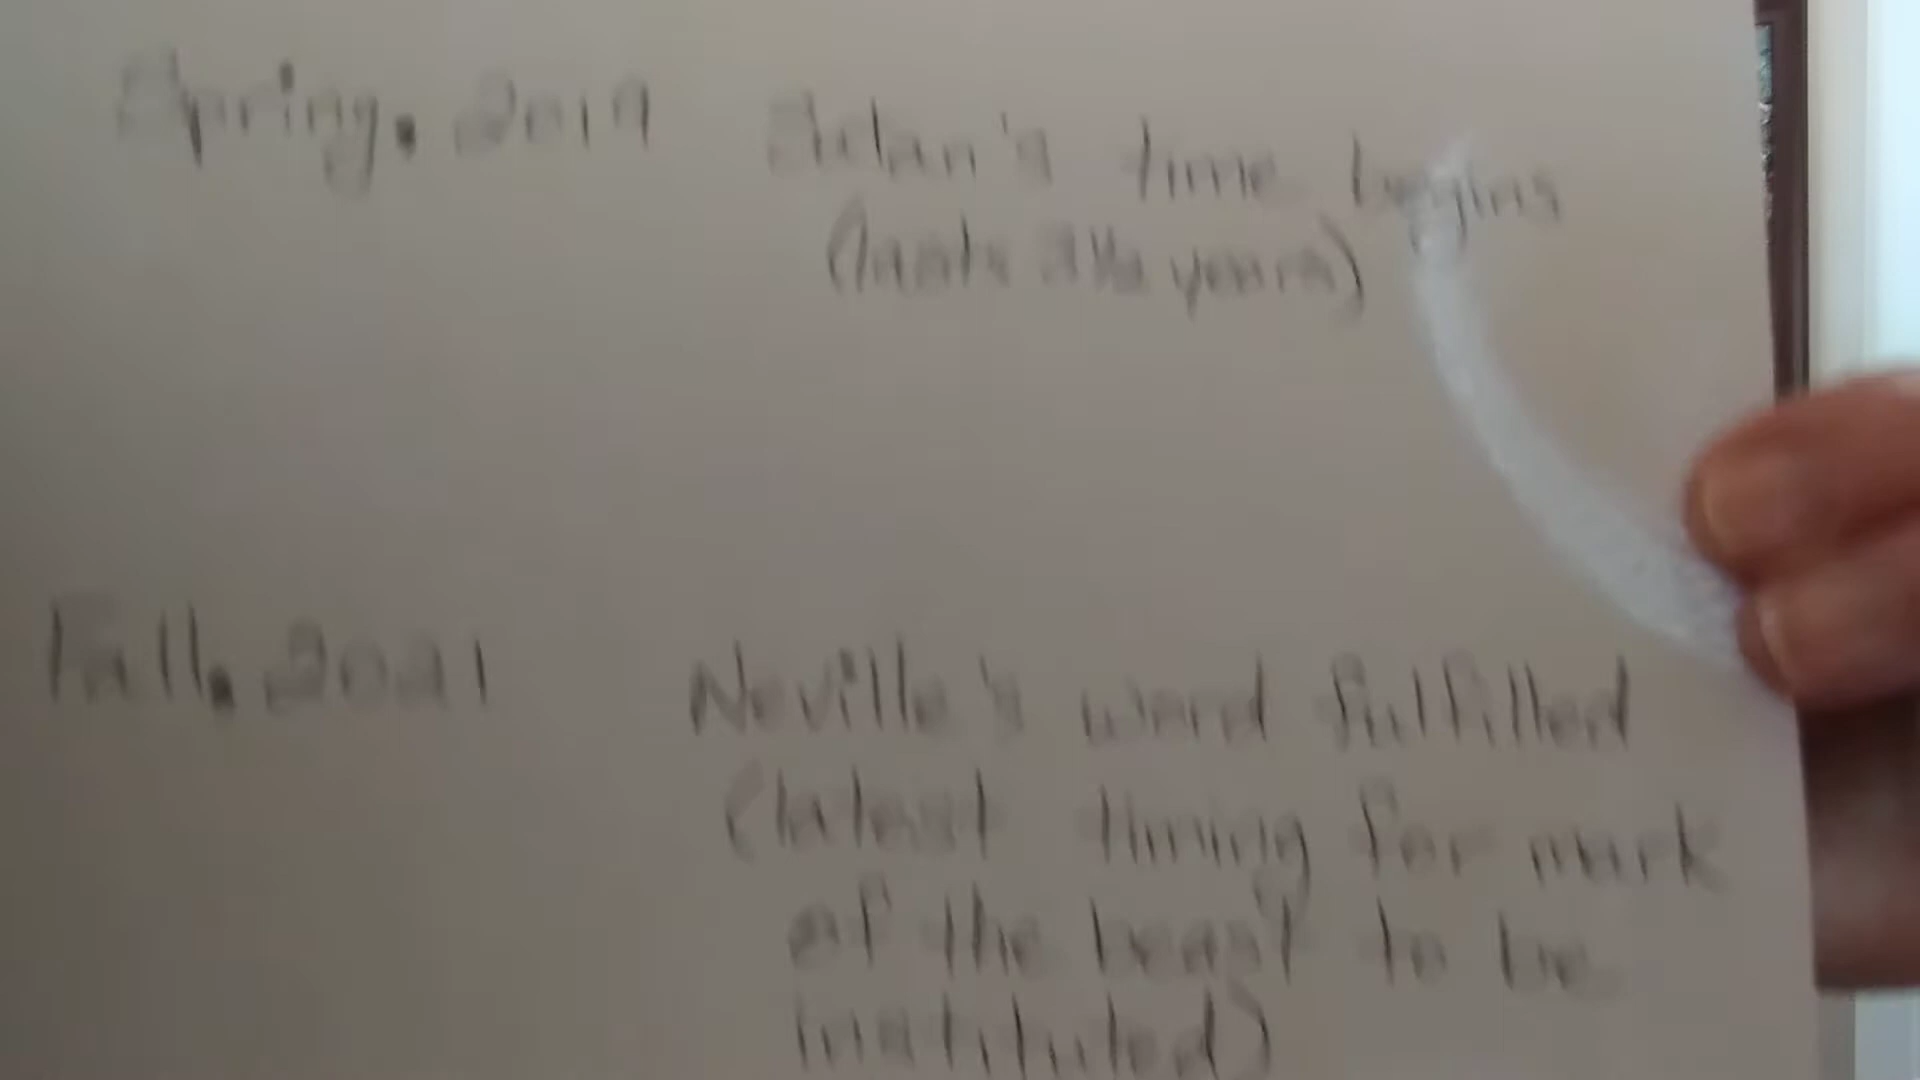 Spring, 2019 Satan's time begins
(lasts 3½ years)
Fall, 2021 Neville's word fulfilled
(latest timing for mark
of the beast to be
instituted)